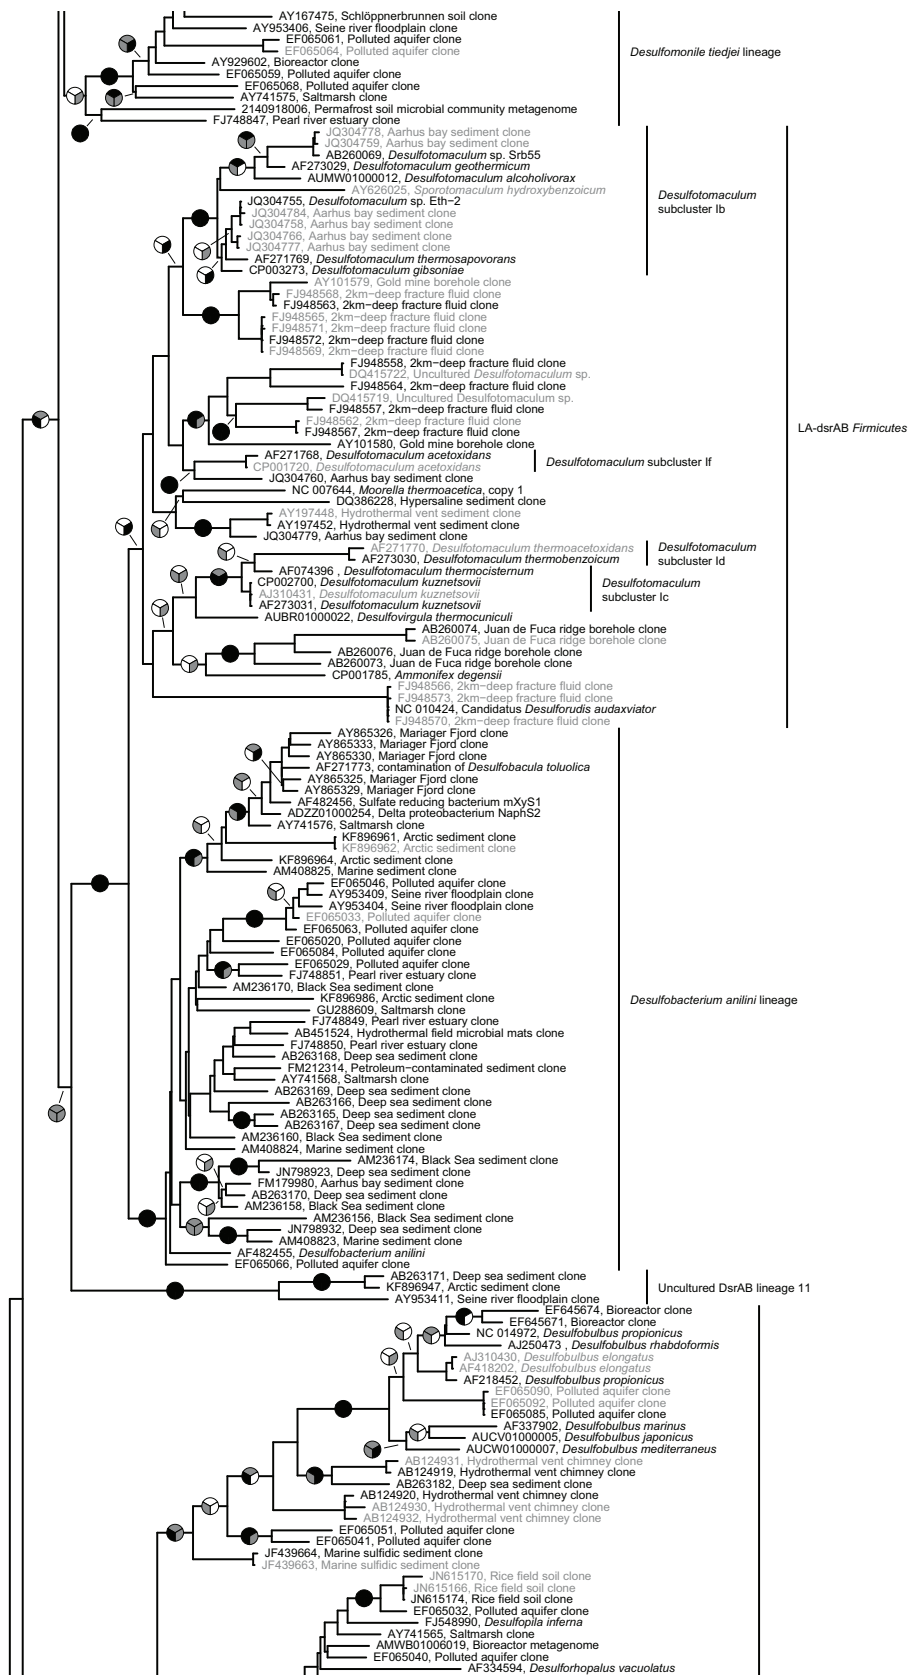 AY167475, Schlöppnerbrunnen soil clone
AY953406, Seine river floodplain clone
EF065061, Polluted aquifer clone
EF065064, Polluted aquifer clone
Desulfomonile tiedjei lineage
AY929602, Bioreactor clone
EF065059, Polluted aquifer clone
EF065068, Polluted aquifer clone
AY741575, Saltmarsh clone
2140918006, Permafrost soil microbial community metagenome
FJ748847, Pearl river estuary clone
JQ304778, Aarhus bay sediment clone
JQ304759, Aarhus bay sediment clone
AB260069, Desulfotomaculum sp. Srb55
AF273029, Desulfotomaculum geothermicum
AUMW01000012, Desulfotomaculum alcoholivorax
AY626025, Sporotomaculum hydroxybenzoicum
Desulfotomaculum
subcluster Ib
JQ304755, Desulfotomaculum sp. Eth−2
JQ304784, Aarhus bay sediment clone
JQ304758, Aarhus bay sediment clone
JQ304766, Aarhus bay sediment clone
JQ304777, Aarhus bay sediment clone
AF271769, Desulfotomaculum thermosapovorans
CP003273, Desulfotomaculum gibsoniae
AY101579, Gold mine borehole clone
FJ948568, 2km−deep fracture fluid clone
FJ948563, 2km−deep fracture fluid clone
FJ948565, 2km−deep fracture fluid clone
FJ948571, 2km−deep fracture fluid clone
FJ948572, 2km−deep fracture fluid clone
FJ948569, 2km−deep fracture fluid clone
FJ948558, 2km−deep fracture fluid clone
DQ415722, Uncultured Desulfotomaculum sp.
FJ948564, 2km−deep fracture fluid clone
DQ415719, Uncultured Desulfotomaculum sp.
FJ948557, 2km−deep fracture fluid clone
FJ948562, 2km−deep fracture fluid clone
LA-dsrAB Firmicutes
FJ948567, 2km−deep fracture fluid clone
AY101580, Gold mine borehole clone
AF271768, Desulfotomaculum acetoxidans
Desulfotomaculum subcluster If
CP001720, Desulfotomaculum acetoxidans
JQ304760, Aarhus bay sediment clone
NC 007644, Moorella thermoacetica, copy 1
DQ386228, Hypersaline sediment clone
AY197448, Hydrothermal vent sediment clone
AY197452, Hydrothermal vent sediment clone
JQ304779, Aarhus bay sediment clone
AF271770, Desulfotomaculum thermoacetoxidans
AF273030, Desulfotomaculum thermobenzoicum
Desulfotomaculum
subcluster Id
AF074396 , Desulfotomaculum thermocisternum
CP002700, Desulfotomaculum kuznetsovii
AJ310431, Desulfotomaculum kuznetsovii
AF273031, Desulfotomaculum kuznetsovii
Desulfotomaculum
subcluster Ic
AUBR01000022, Desulfovirgula thermocuniculi
AB260074, Juan de Fuca ridge borehole clone
AB260075, Juan de Fuca ridge borehole clone
AB260076, Juan de Fuca ridge borehole clone
AB260073, Juan de Fuca ridge borehole clone
CP001785, Ammonifex degensii
FJ948566, 2km−deep fracture fluid clone
FJ948573, 2km−deep fracture fluid clone
NC 010424, Candidatus Desulforudis audaxviator
FJ948570, 2km−deep fracture fluid clone
AY865326, Mariager Fjord clone
AY865333, Mariager Fjord clone
AY865330, Mariager Fjord clone
AF271773, contamination of Desulfobacula toluolica
AY865325, Mariager Fjord clone
AY865329, Mariager Fjord clone
AF482456, Sulfate reducing bacterium mXyS1
ADZZ01000254, Delta proteobacterium NaphS2
AY741576, Saltmarsh clone
KF896961, Arctic sediment clone
KF896962, Arctic sediment clone
KF896964, Arctic sediment clone
AM408825, Marine sediment clone
EF065046, Polluted aquifer clone
AY953409, Seine river floodplain clone
AY953404, Seine river floodplain clone
EF065033, Polluted aquifer clone
EF065063, Polluted aquifer clone
EF065020, Polluted aquifer clone
EF065084, Polluted aquifer clone
EF065029, Polluted aquifer clone
FJ748851, Pearl river estuary clone
AM236170, Black Sea sediment clone
KF896986, Arctic sediment clone
Desulfobacterium anilini lineage
GU288609, Saltmarsh clone
FJ748849, Pearl river estuary clone
AB451524, Hydrothermal field microbial mats clone
FJ748850, Pearl river estuary clone
AB263168, Deep sea sediment clone
FM212314, Petroleum−contaminated sediment clone
AY741568, Saltmarsh clone
AB263169, Deep sea sediment clone
AB263166, Deep sea sediment clone
AB263165, Deep sea sediment clone
AB263167, Deep sea sediment clone
AM236160, Black Sea sediment clone
AM408824, Marine sediment clone
AM236174, Black Sea sediment clone
JN798923, Deep sea sediment clone
FM179980, Aarhus bay sediment clone
AB263170, Deep sea sediment clone
AM236158, Black Sea sediment clone
AM236156, Black Sea sediment clone
JN798932, Deep sea sediment clone
AM408823, Marine sediment clone
AF482455, Desulfobacterium anilini
EF065066, Polluted aquifer clone
AB263171, Deep sea sediment clone
KF896947, Arctic sediment clone
Uncultured DsrAB lineage 11
AY953411, Seine river floodplain clone
EF645674, Bioreactor clone
EF645671, Bioreactor clone
NC 014972, Desulfobulbus propionicus
AJ250473 , Desulfobulbus rhabdoformis
AJ310430, Desulfobulbus elongatus
AF418202, Desulfobulbus elongatus
AF218452, Desulfobulbus propionicus
EF065090, Polluted aquifer clone
EF065092, Polluted aquifer clone
EF065085, Polluted aquifer clone
AF337902, Desulfobulbus marinus
AUCV01000005, Desulfobulbus japonicus
AUCW01000007, Desulfobulbus mediterraneus
AB124931, Hydrothermal vent chimney clone
AB124919, Hydrothermal vent chimney clone
AB263182, Deep sea sediment clone
AB124920, Hydrothermal vent chimney clone
AB124930, Hydrothermal vent chimney clone
AB124932, Hydrothermal vent chimney clone
EF065051, Polluted aquifer clone
EF065041, Polluted aquifer clone
JF439664, Marine sulfidic sediment clone
JF439663, Marine sulfidic sediment clone
JN615170, Rice field soil clone
JN615166, Rice field soil clone
JN615174, Rice field soil clone
EF065032, Polluted aquifer clone
FJ548990, Desulfopila inferna
AY741565, Saltmarsh clone
AMWB01006019, Bioreactor metagenome
EF065040, Polluted aquifer clone
AF334594, Desulforhopalus vacuolatus